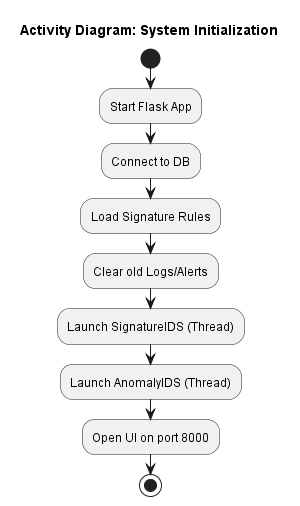 Activity Diagram: System Initialization
Start Flask App
Connect to DB
Load Signature Rules
Clear old Logs/Alerts
Launch SignatureIDS (Thread)
Launch AnomalyIDS (Thread)
Open UI on port 8000